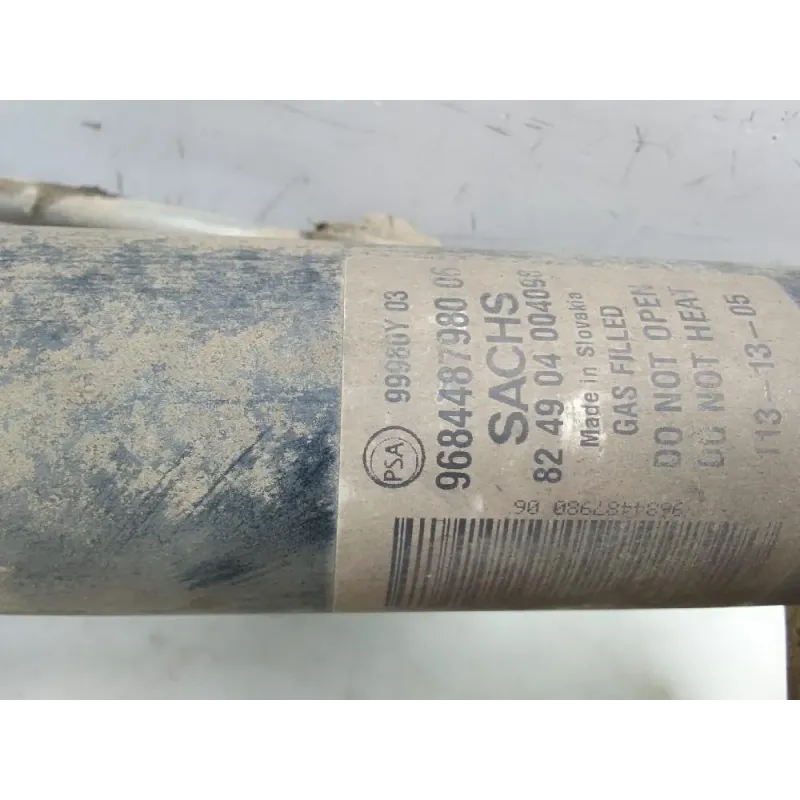 PSA 99980Y 03
9684487980 06
SACHS
82 49 04 004098
Made in Slovakia
GAS FILLED
DO NOT OPEN
DO NOT HEAT
113-13-05
9684487980 06